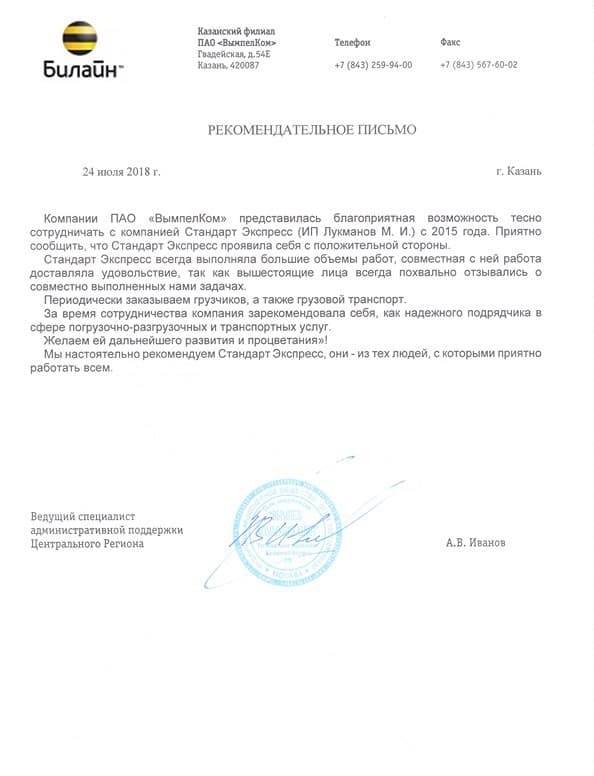 Билайн™
Казанский филиал
ПАО «ВымпелКом»
Гвадейская, д.54Е
Казань, 420087
Телефон
+7 (843) 259-94-00
Факс
+7 (843) 567-60-02
РЕКОМЕНДАТЕЛЬНОЕ ПИСЬМО
24 июля 2018 г.
г. Казань
Компании ПАО «ВымпелКом» представилась благоприятная возможность тесно
сотрудничать с компанией Стандарт Экспресс (ИП Лукманов М. И.) с 2015 года. Приятно
сообщить, что Стандарт Экспресс проявила себя с положительной стороны.
Стандарт Экспресс всегда выполняла большие объемы работ, совместная с ней работа
доставляла удовольствие, так как вышестоящие лица всегда похвально отзывались о
совместно выполненных нами задачах.
Периодически заказываем грузчиков, а также грузовой транспорт.
За время сотрудничества компания зарекомендовала себя, как надежного подрядчика в
сфере погрузочно-разгрузочных и транспортных услуг.
Желаем ей дальнейшего развития и процветания»!
Мы настоятельно рекомендуем Стандарт Экспресс, они - из тех людей, с которыми приятно
работать всем.
Ведущий специалист
административной поддержки
Центрального Региона
МОСКВА
А.В. Иванов